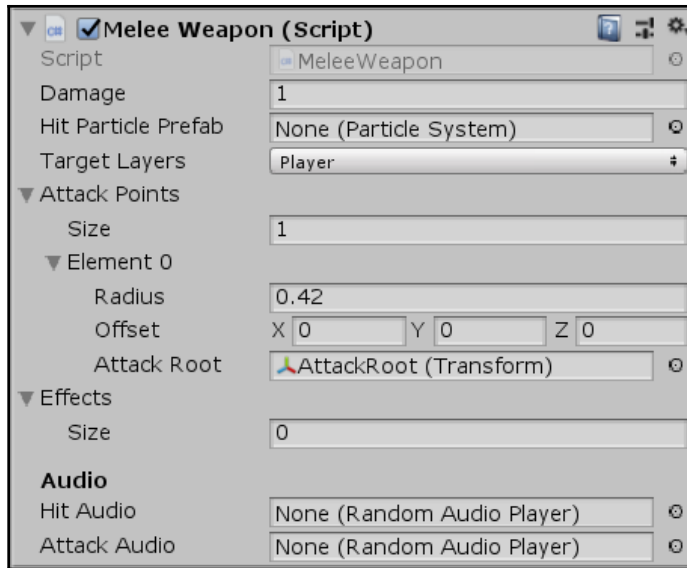 Melee Weapon (Script)
Script MeleeWeapon
Damage 1
Hit Particle Prefab None (Particle System)
Target Layers Player
Attack Points
Size 1
Element 0
Radius 0.42
Offset X 0 Y 0 Z 0
Attack Root AttackRoot (Transform)
Effects
Size 0
Audio
Hit Audio None (Random Audio Player)
Attack Audio None (Random Audio Player)